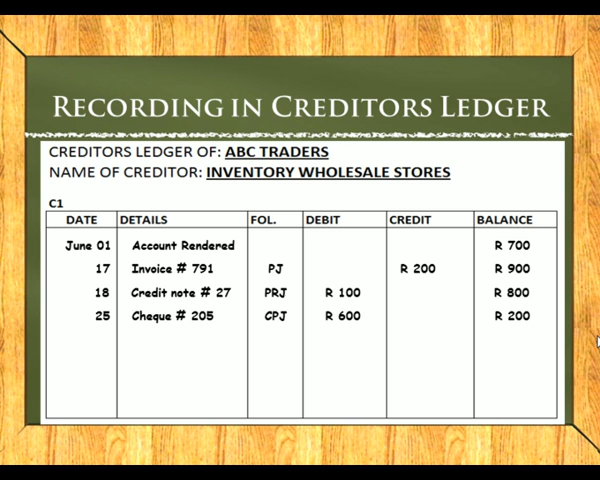 RECORDING IN CREDITORS LEDGER
CREDITORS LEDGER OF: ABC TRADERS
NAME OF CREDITOR: INVENTORY WHOLESALE STORES
C1
DATE DETAILS FOL. DEBIT CREDIT BALANCE
June 01 Account Rendered R 700
17 Invoice # 791 PJ R 200 R 900
18 Credit note # 27 PRJ R 100 R 800
25 Cheque # 205 CPJ R 600 R 200